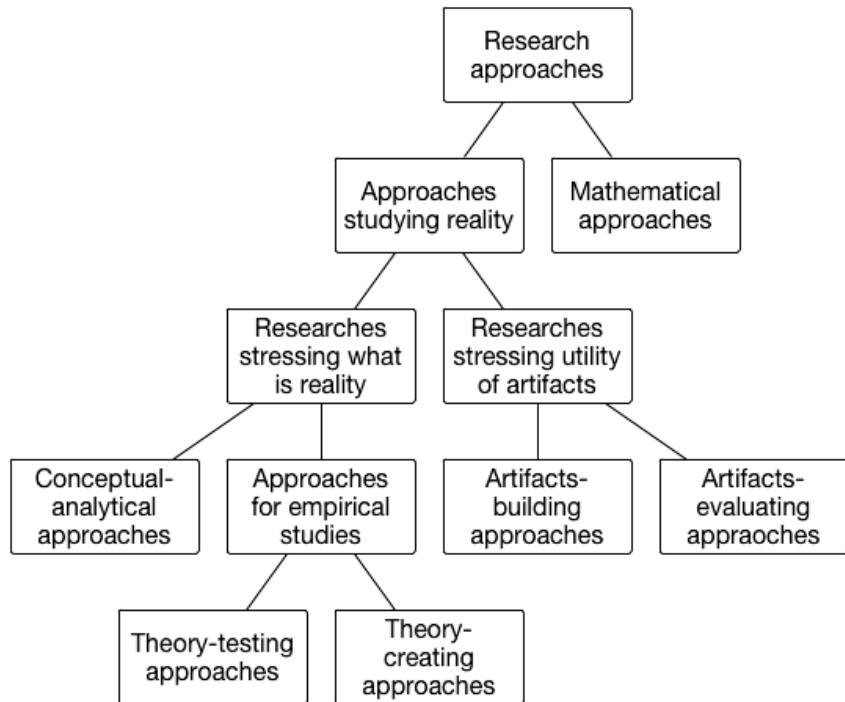 Research
approaches
Approaches
studying reality
Mathematical
approaches
Researches
stressing what
is reality
Researches
stressing utility
of artifacts
Conceptual-
analytical
approaches
Approaches
for empirical
studies
Artifacts-
building
approaches
Artifacts-
evaluating
appraoches
Theory-testing
approaches
Theory-
creating
approaches